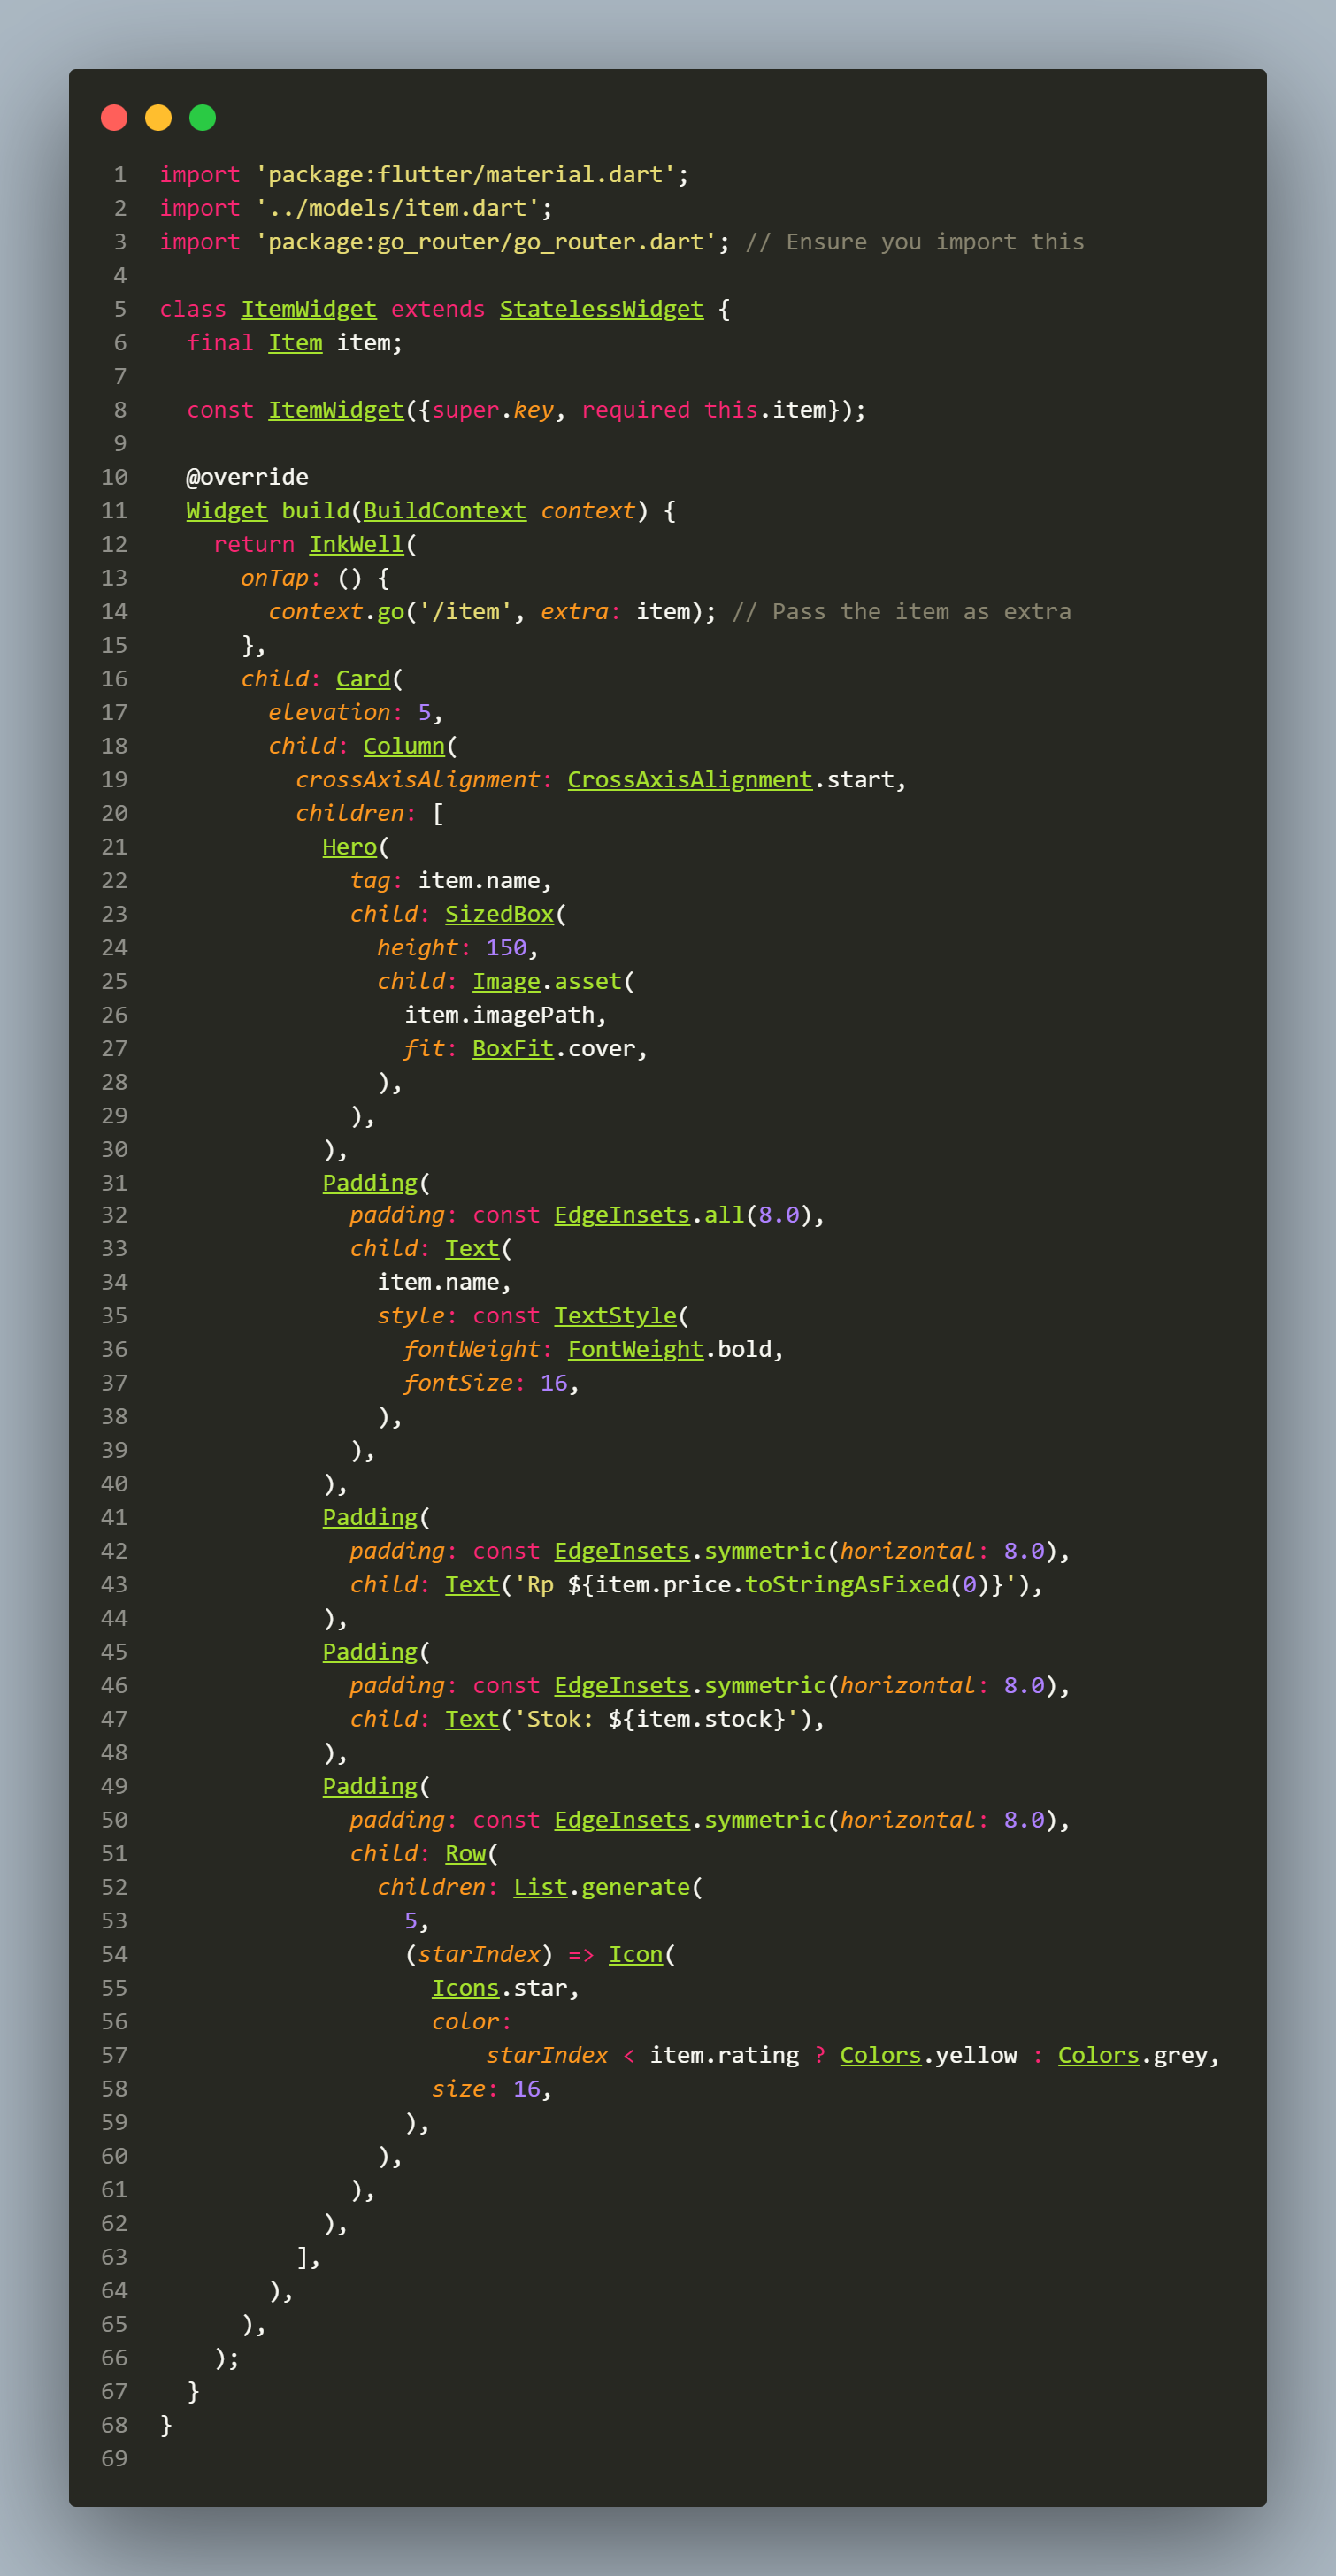 1 import 'package:flutter/material.dart';
2 import '../models/item.dart';
3 import 'package:go_router/go_router.dart'; // Ensure you import this
4
5 class ItemWidget extends StatelessWidget {
6   final Item item;
7
8   const ItemWidget({super.key, required this.item});
9
10   @override
11   Widget build(BuildContext context) {
12     return InkWell(
13       onTap: () {
14         context.go('/item', extra: item); // Pass the item as extra
15       },
16       child: Card(
17         elevation: 5,
18         child: Column(
19           crossAxisAlignment: CrossAxisAlignment.start,
20           children: [
21             Hero(
22               tag: item.name,
23               child: SizedBox(
24                 height: 150,
25                 child: Image.asset(
26                   item.imagePath,
27                   fit: BoxFit.cover,
28                 ),
29               ),
30             ),
31             Padding(
32               padding: const EdgeInsets.all(8.0),
33               child: Text(
34                 item.name,
35                 style: const TextStyle(
36                   fontWeight: FontWeight.bold,
37                   fontSize: 16,
38                 ),
39               ),
40             ),
41             Padding(
42               padding: const EdgeInsets.symmetric(horizontal: 8.0),
43               child: Text('Rp ${item.price.toStringAsFixed(0)}'),
44             ),
45             Padding(
46               padding: const EdgeInsets.symmetric(horizontal: 8.0),
47               child: Text('Stok: ${item.stock}'),
48             ),
49             Padding(
50               padding: const EdgeInsets.symmetric(horizontal: 8.0),
51               child: Row(
52                 children: List.generate(
53                   5,
54                   (starIndex) => Icon(
55                     Icons.star,
56                     color:
57                         starIndex < item.rating ? Colors.yellow : Colors.grey,
58                     size: 16,
59                   ),
60                 ),
61               ),
62             ),
63           ],
64         ),
65       ),
66     );
67   }
68 }
69